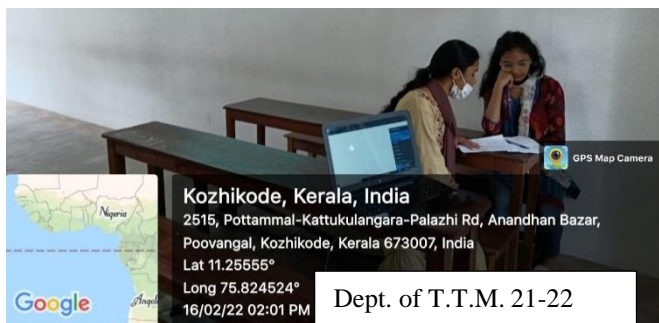 GPS Map Camera
Nigeria
Kozhikode, Kerala, India
2515, Pottammal-Kattukulangara-Palazhi Rd, Anandhan Bazar,
Poovangal, Kozhikode, Kerala 673007, India
Lat 11.25555°
Long 75.824524°
16/02/22 02:01 PM
Google
Dept. of T.T.M. 21-22